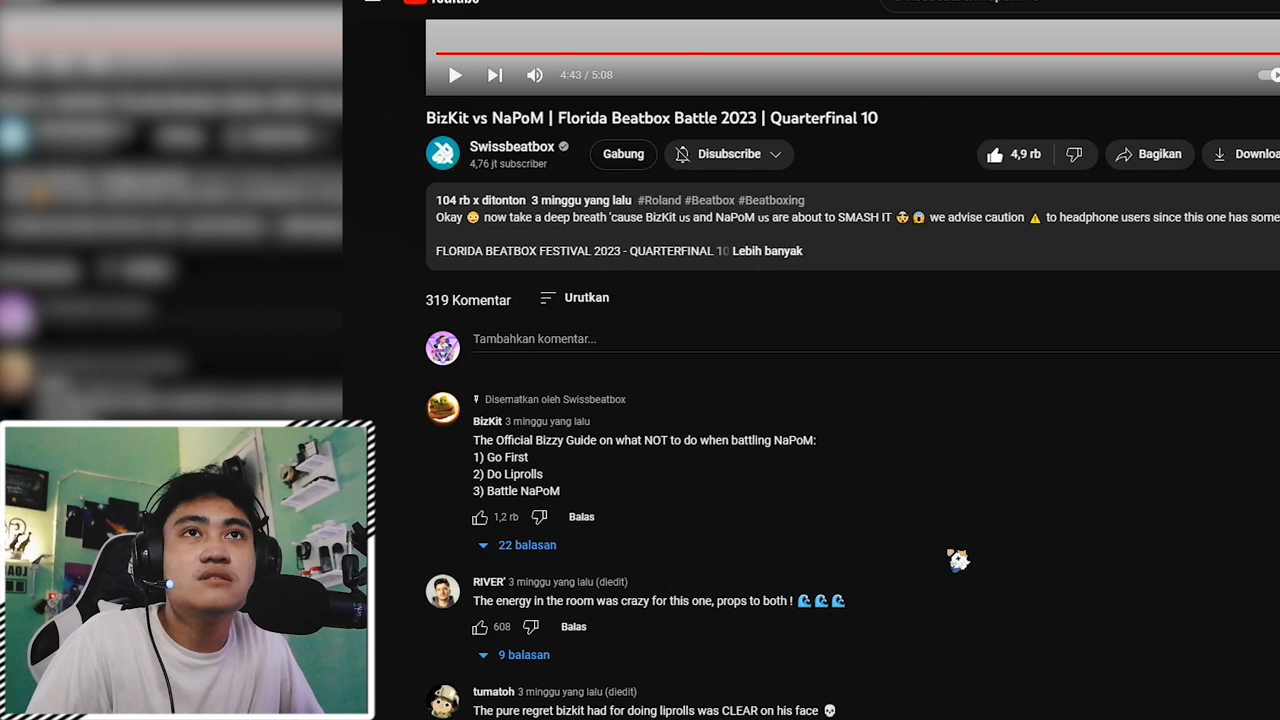 4:43 / 5:08
BizKit vs NaPoM | Florida Beatbox Battle 2023 | Quarterfinal 10
Swissbeatbox
4,76 jt subscriber
Gabung
Disubscribe
4,9 rb
Bagikan
104 rb x ditonton 3 minggu yang lalu #Roland #Beatbox #Beatboxing
Okay 😳 now take a deep breath 'cause BizKit us and NaPoM us are about to SMASH IT 🤯 😱 we advise caution ⚠️ to headphone users since this one has some
FLORIDA BEATBOX FESTIVAL 2023 - QUARTERFINAL 10 Lebih banyak
319 Komentar
Urutkan
Tambahkan komentar...
Disematkan oleh Swissbeatbox
BizKit 3 minggu yang lalu
The Official Bizzy Guide on what NOT to do when battling NaPoM:
1) Go First
2) Do Liprolls
3) Battle NaPoM
1,2 rb
Balas
22 balasan
RIVER' 3 minggu yang lalu (diedit)
The energy in the room was crazy for this one, props to both ! 🌊 🌊 🌊
608
Balas
9 balasan
tumatoh 3 minggu yang lalu (diedit)
The pure regret bizkit had for doing liprolls was CLEAR on his face 💀